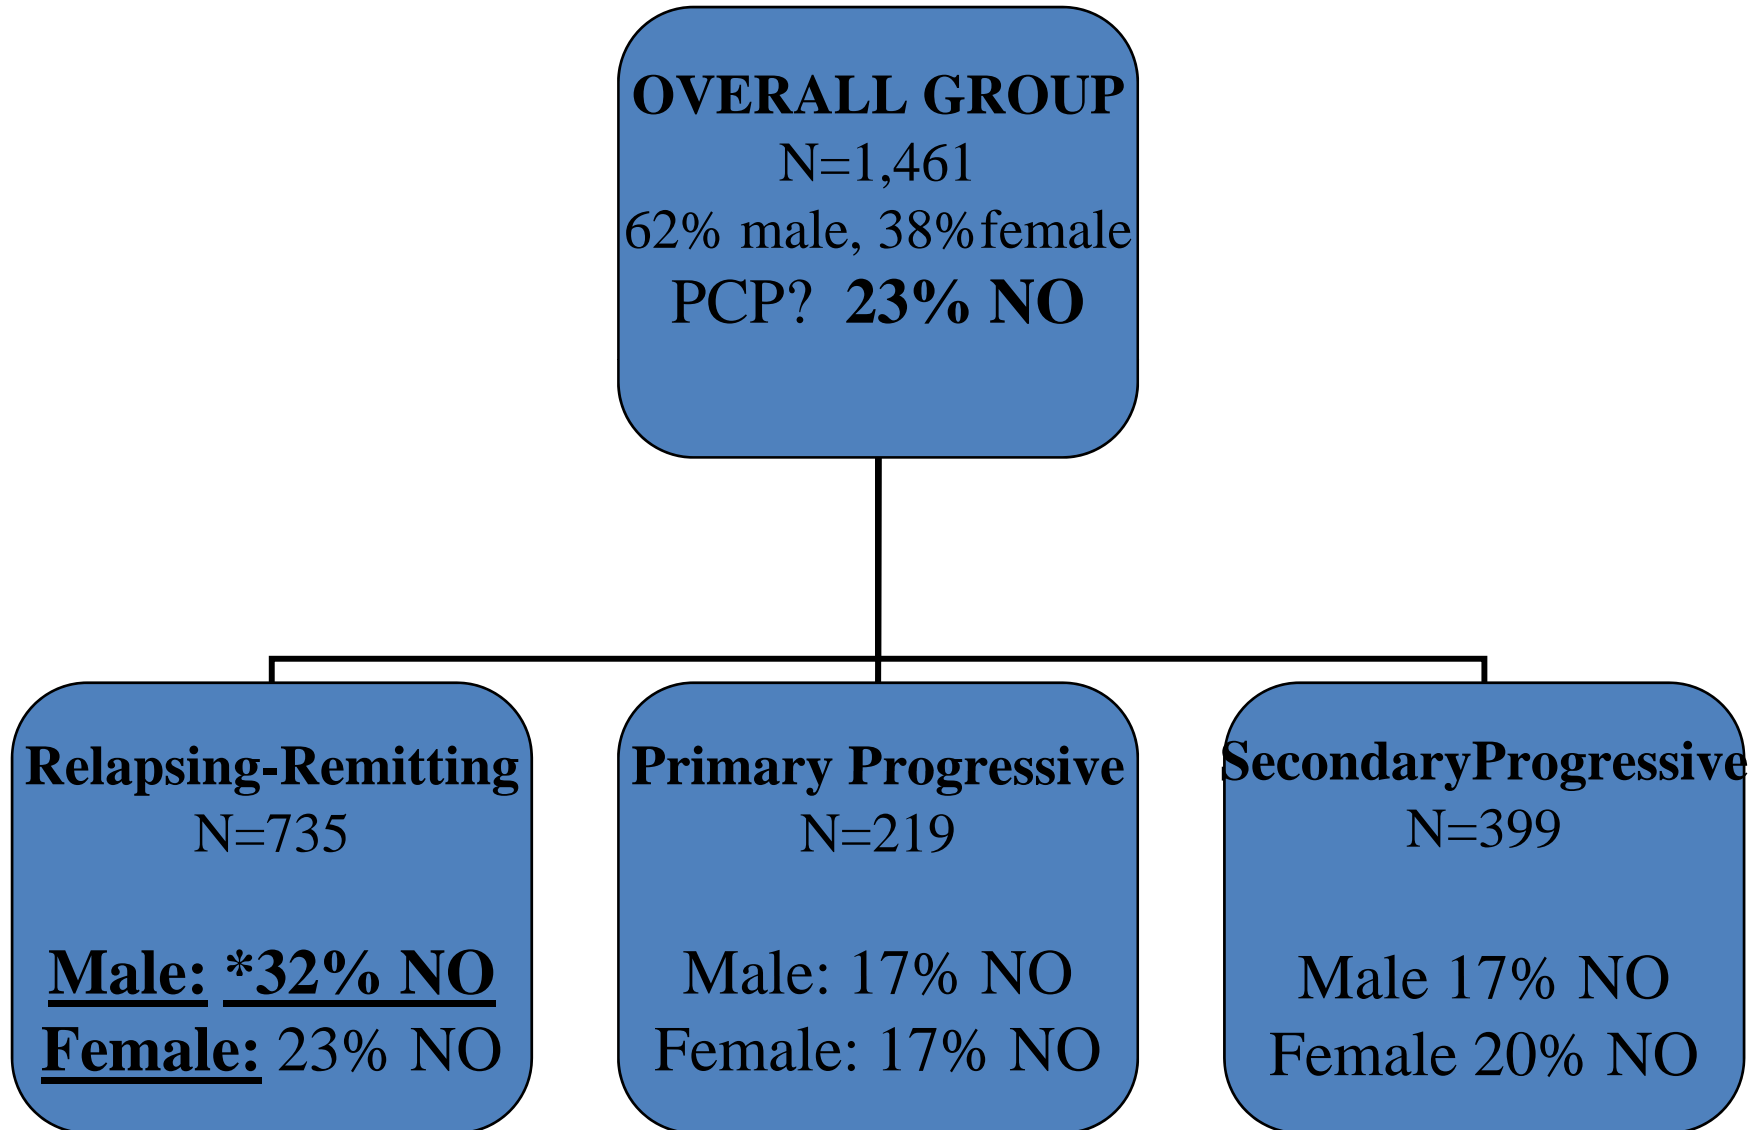 OVERALL GROUP
N=1,461
62% male, 38% female
PCP? 23% NO
Relapsing-Remitting
N=735
Male: *32% NO
Female: 23% NO
Primary Progressive
N=219
Male: 17% NO
Female: 17% NO
SecondaryProgressive
N=399
Male 17% NO
Female 20% NO